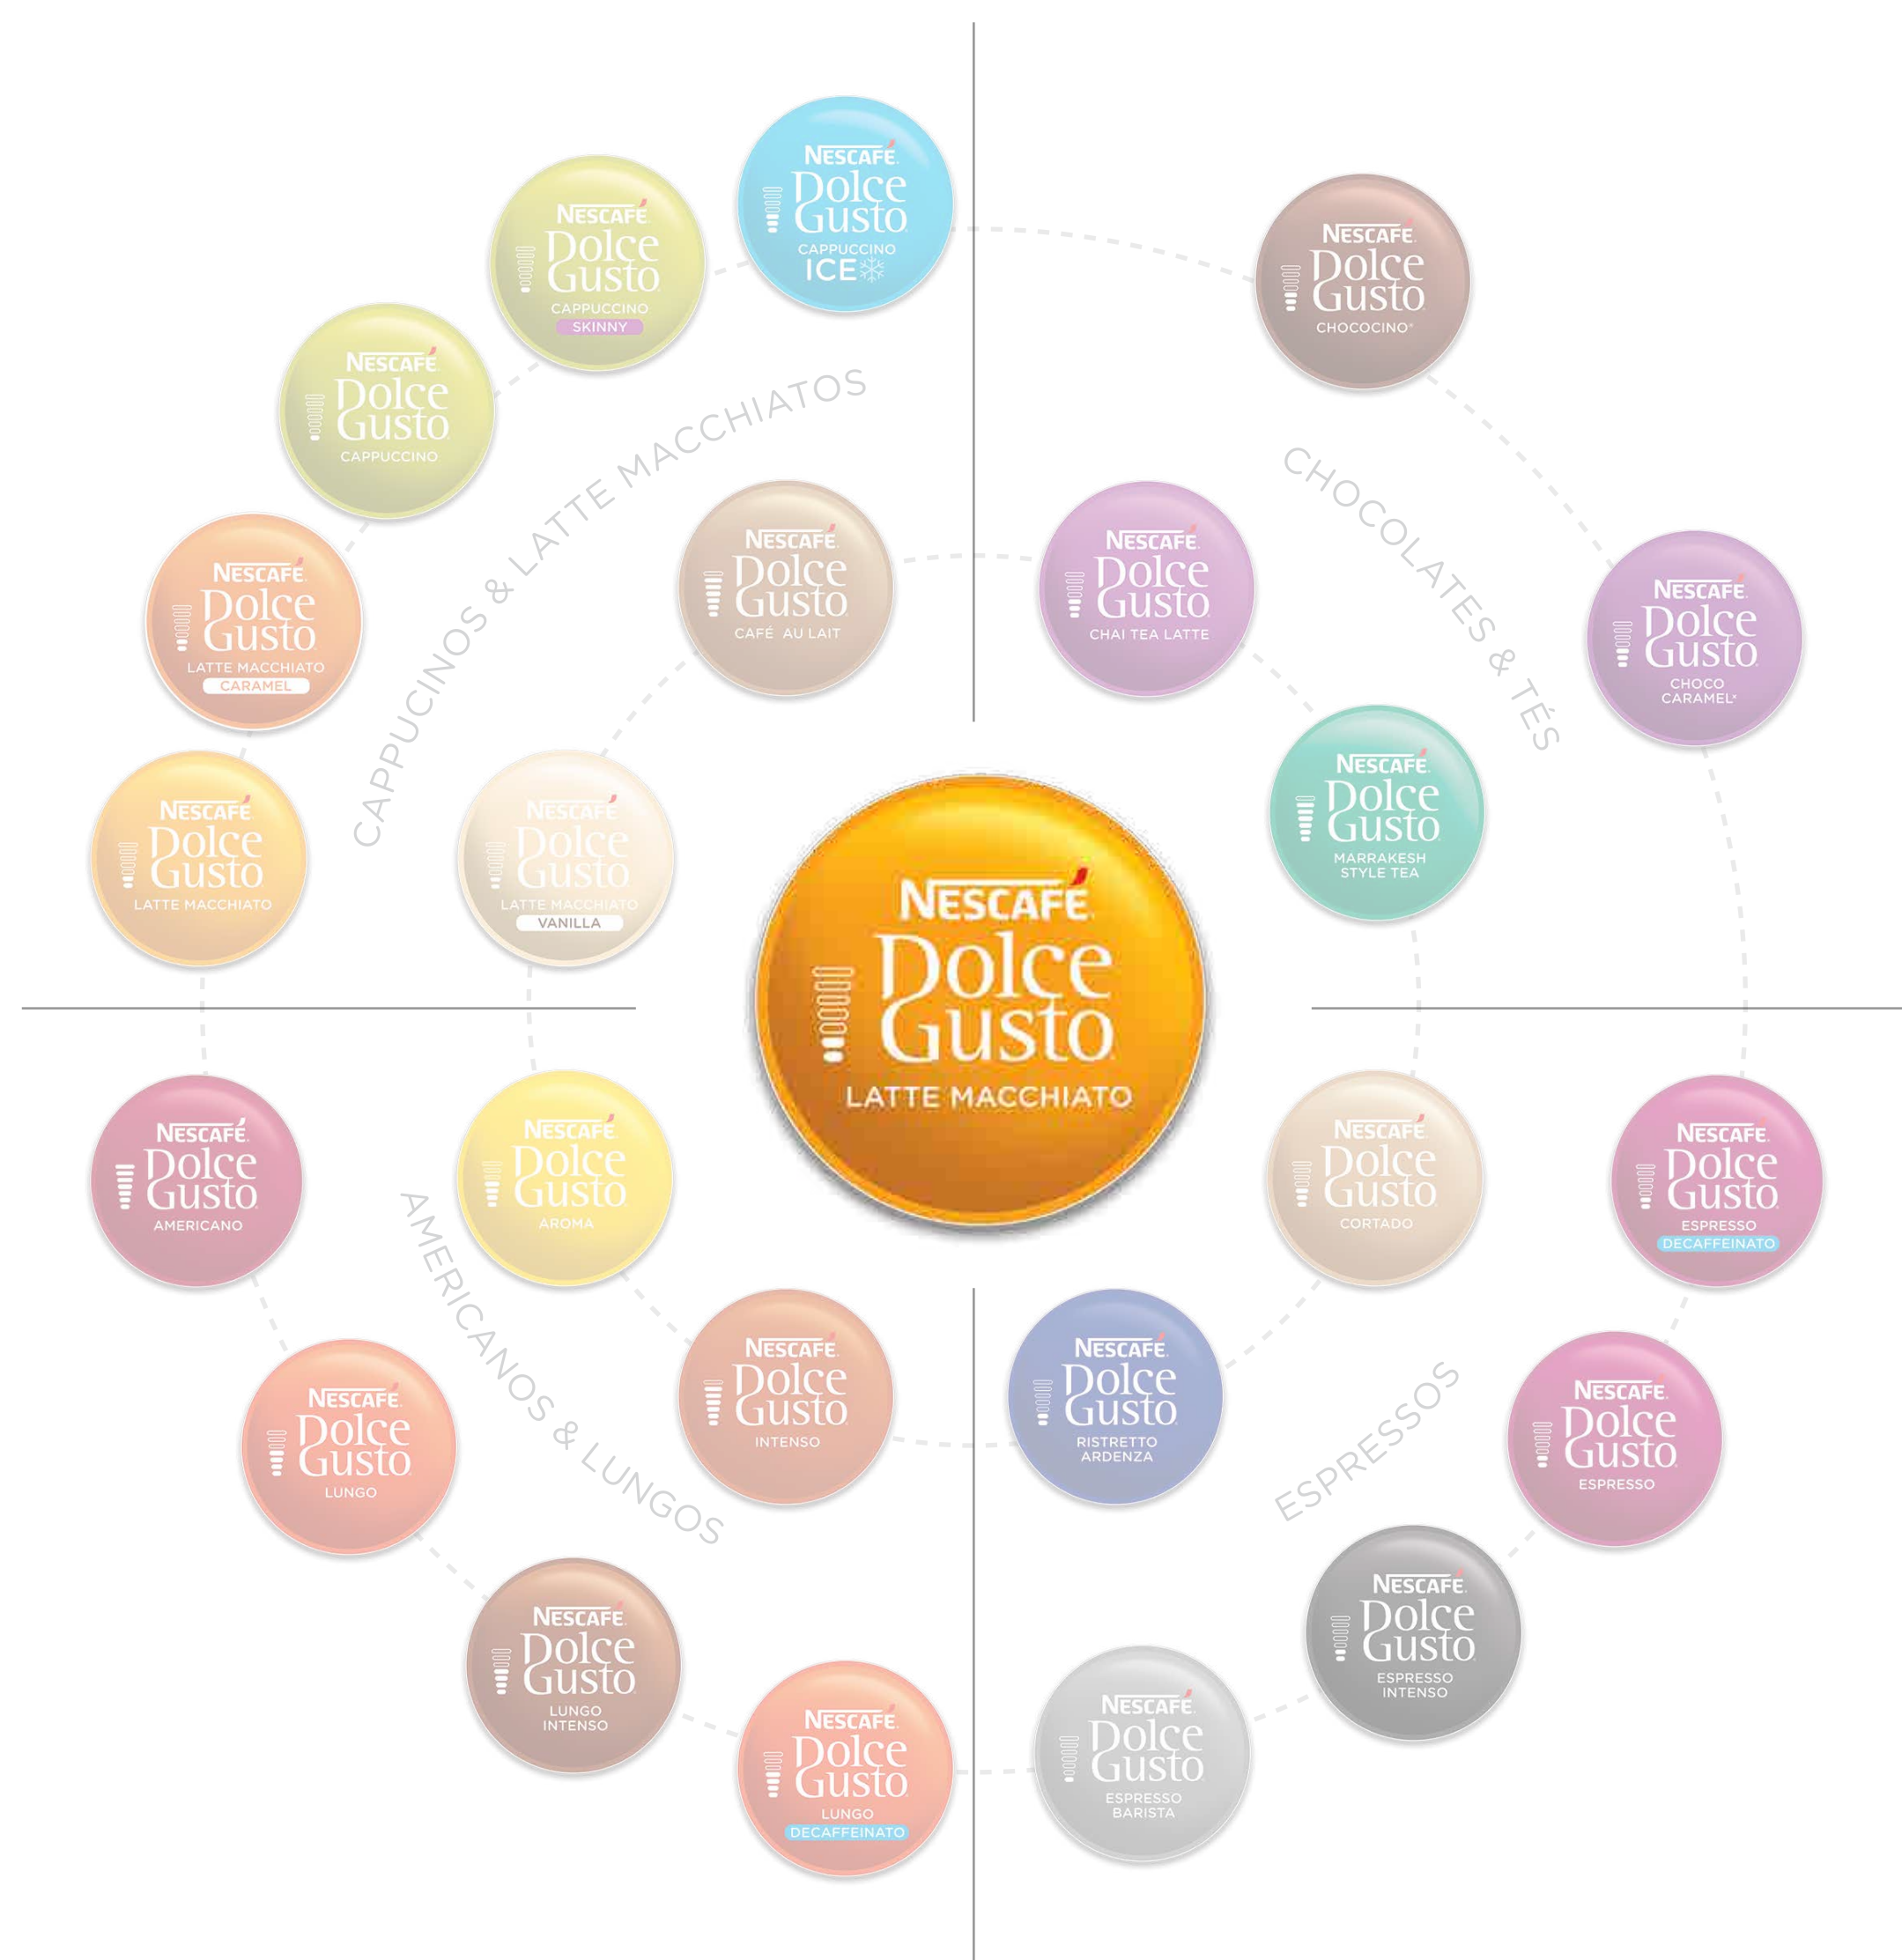 NESCAFÉ
Dolce
Gusto
CAPPUCCINO
ICE
NESCAFÉ
Dolce
Gusto
CAPPUCCINO
SKINNY
NESCAFÉ
Dolce
Gusto
CAPPUCCINO
NESCAFÉ
Dolce
Gusto
LATTE MACCHIATO
CARAMEL
NESCAFÉ
Dolce
Gusto
LATTE MACCHIATO
CAPPUCINOS & LATTE MACCHIATOS
NESCAFÉ
Dolce
Gusto
CAFÉ AU LAIT
NESCAFÉ
Dolce
Gusto
LATTE MACCHIATO
VANILLA
NESCAFÉ
Dolce
Gusto
CHOCOCINO®
CHOCOLATES & TÉS
NESCAFÉ
Dolce
Gusto
CHAI TEA LATTE
NESCAFÉ
Dolce
Gusto
CHOCO
CARAMEL*
NESCAFÉ
Dolce
Gusto
MARRAKESH
STYLE TEA
NESCAFÉ
Dolce
Gusto
LATTE MACCHIATO
NESCAFÉ
Dolce
Gusto
AMERICANO
NESCAFÉ
Dolce
Gusto
AROMA
AMERICANOS & LUNGOS
NESCAFÉ
Dolce
Gusto
LUNGO
NESCAFÉ
Dolce
Gusto
INTENSO
NESCAFÉ
Dolce
Gusto
LUNGO
INTENSO
NESCAFÉ
Dolce
Gusto
LUNGO
DECAFFEINATO
NESCAFÉ
Dolce
Gusto
CORTADO
NESCAFÉ
Dolce
Gusto
ESPRESSO
DECAFFEINATO
NESCAFÉ
Dolce
Gusto
RISTRETTO
ARDENZA
ESPRESSOS
NESCAFÉ
Dolce
Gusto
ESPRESSO
NESCAFÉ
Dolce
Gusto
ESPRESSO
INTENSO
NESCAFÉ
Dolce
Gusto
ESPRESSO
BARISTA